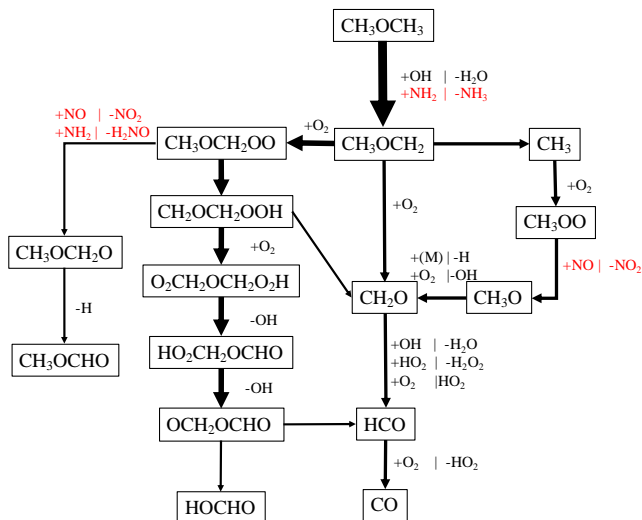 CH₃OCH₃
+OH | -H₂O
+NH₂ | -NH₃
+NO | -NO₂
+NH₂ | -H₂NO
+O₂
CH₃OCH₂OO
CH₃OCH₂
CH₃
+O₂
CH₂OCH₂OOH
+O₂
CH₃OO
CH₃OCH₂O
+O₂
+(M) | -H
+O₂ |-OH
+NO | -NO₂
O₂CH₂OCH₂O₂H
CH₂O
CH₃O
-H
-OH
CH₃OCHO
HO₂CH₂OCHO
+OH | -H₂O
+HO₂ | -H₂O₂
+O₂ |HO₂
-OH
OCH₂OCHO
HCO
+O₂ | -HO₂
HOCHO
CO